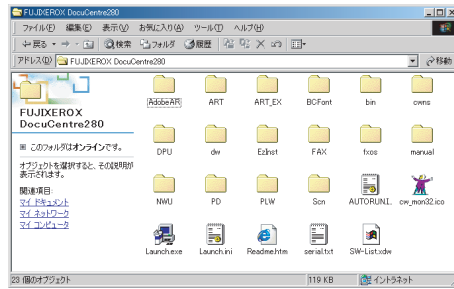 FUJIXEROX DocuCentre280
ファイル(F) 編集(E) 表示(V) お気に入り(A) ツール(T) ヘルプ(H)
戻る 検索 フォルダ 履歴
アドレス(D) FUJIXEROX DocuCentre280 移動
FUJIXEROX
DocuCentre280
このフォルダはオンラインです。
オブジェクトを選択すると、その説明が
表示されます。
関連項目:
マイ ドキュメント
マイ ネットワーク
マイ コンピュータ
AdobeAR ART ART_EX BCFont bin cwns
DPU dw EzInst FAX fxos manual
NWU PD PLW Scn AUTORUN.I... cw_mon32.ico
Launch.exe Launch.ini Readme.htm serial.txt SW-List.xdw
23 個のオブジェクト 119 KB イントラネット